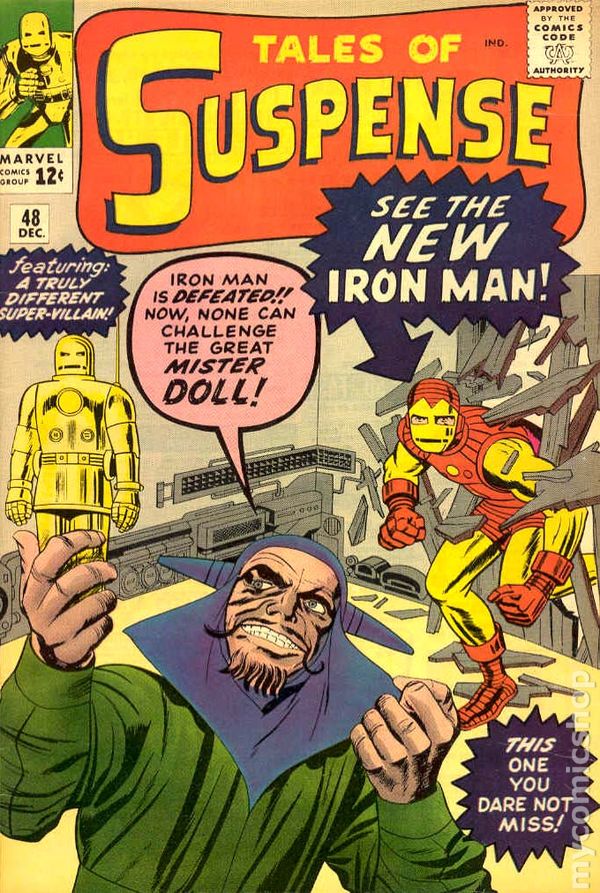 TALES OF
IND.
SUSPENSE
APPROVED
BY THE
COMICS
CODE
CA
AUTHORITY
MARVEL
COMICS
GROUP 12¢
48
DEC.
featuring:
A TRULY
DIFFERENT
SUPER-VILLAIN!
SEE THE
NEW
IRON MAN!
IRON MAN
IS DEFEATED!!
NOW, NONE CAN
CHALLENGE
THE GREAT
MISTER
DOLL!
THIS
ONE
YOU
DARE NOT
MISS!
mycomicshop